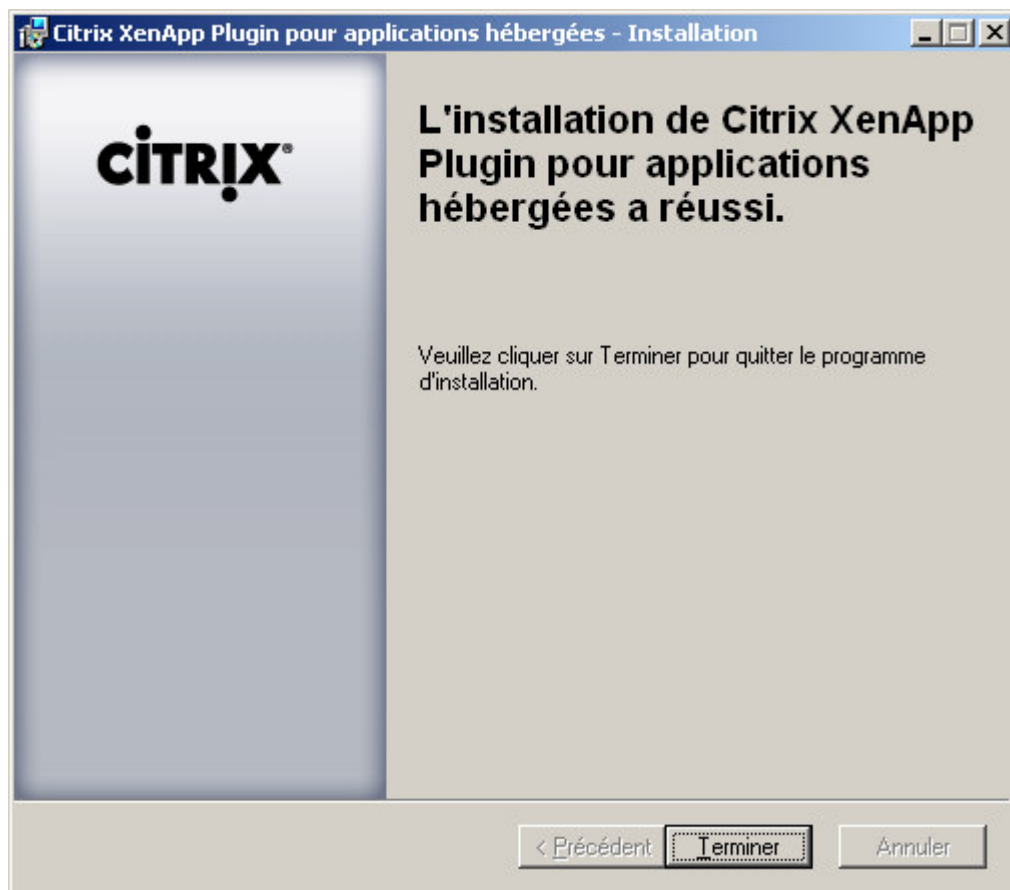 Citrix XenApp Plugin pour applications hébergées - Installation
CITRIX®
L'installation de Citrix XenApp
Plugin pour applications
hébergées a réussi.
Veuillez cliquer sur Terminer pour quitter le programme
d'installation.
< Précédent Terminer Annuler